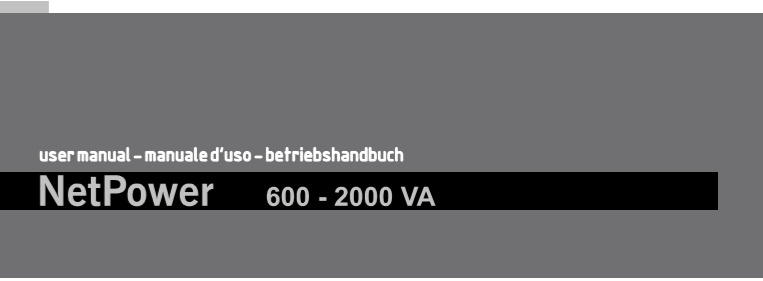 user manual – manuale d'uso – betriebshandbuch
NetPower 600 - 2000 VA